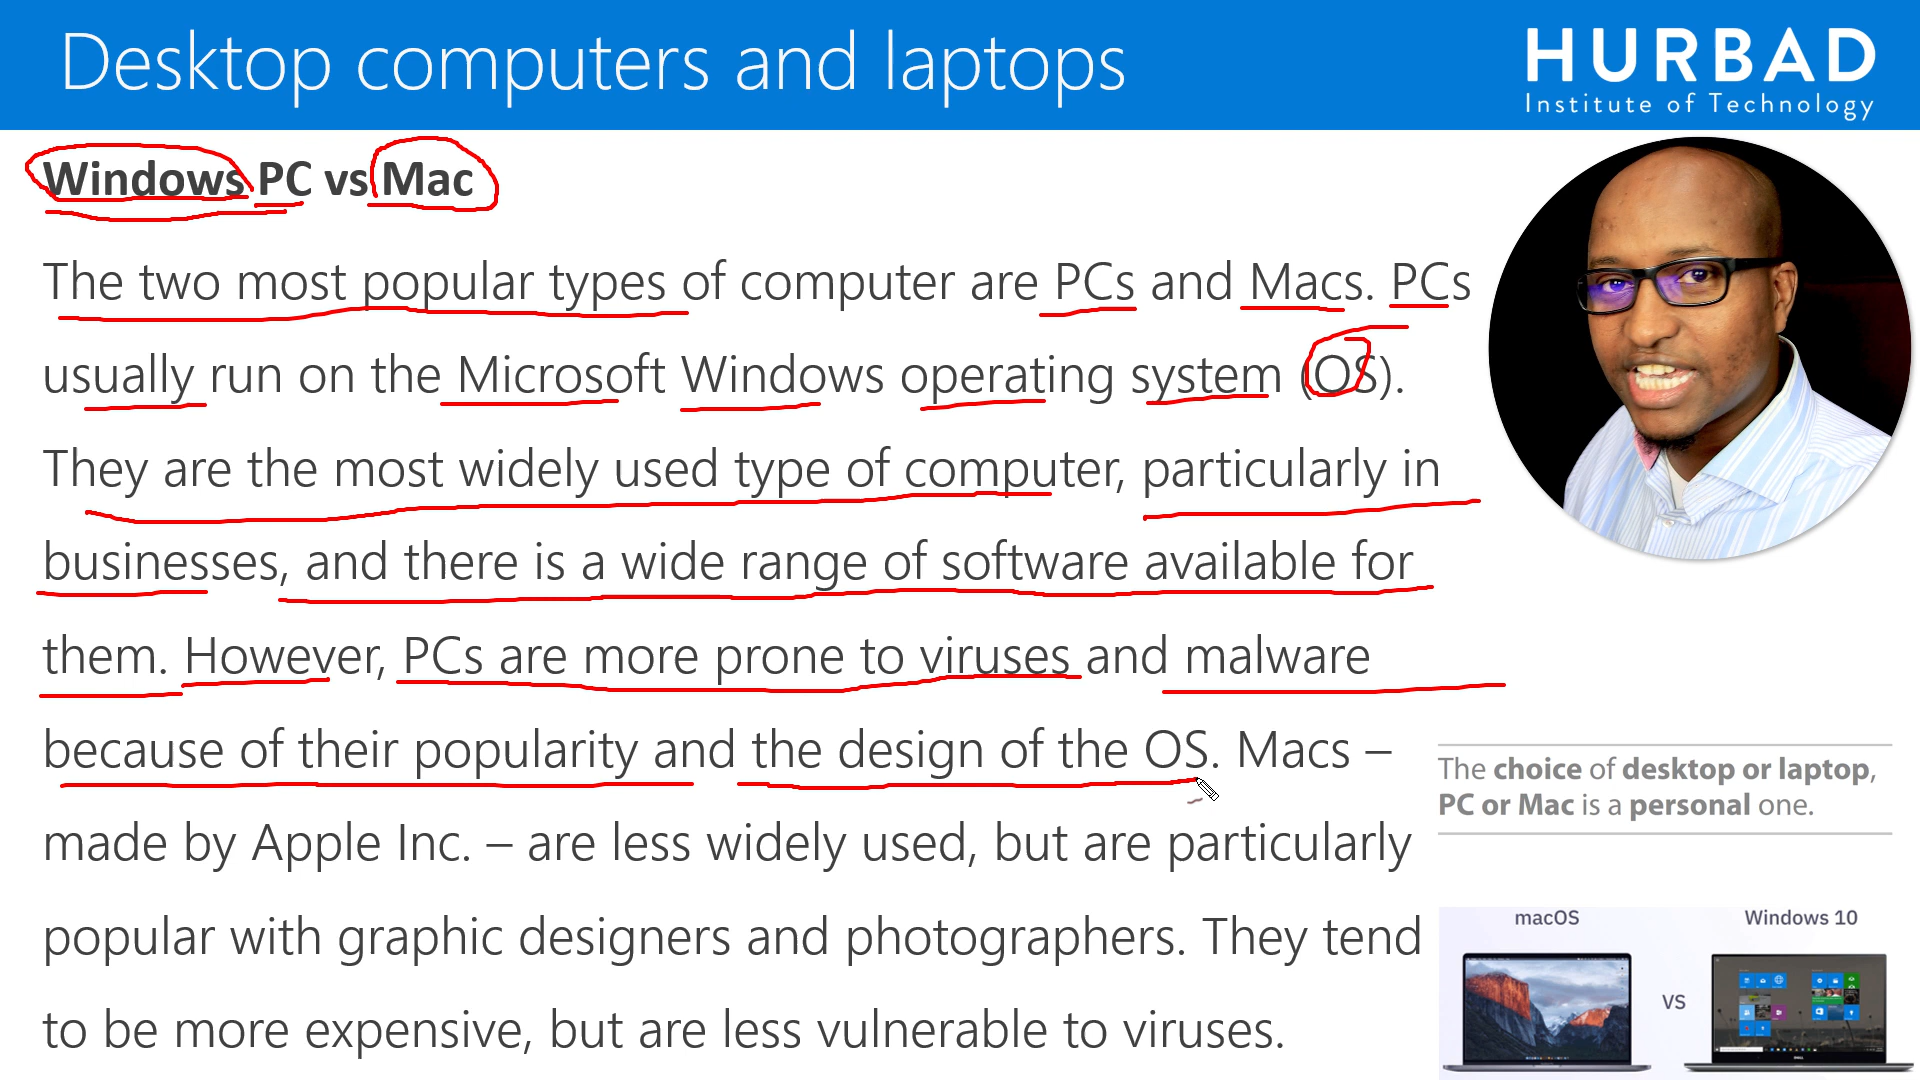 Desktop computers and laptops
HURBAD
Institute of Technology
Windows PC vs Mac
The two most popular types of computer are PCs and Macs. PCs
usually run on the Microsoft Windows operating system (OS).
They are the most widely used type of computer, particularly in
businesses, and there is a wide range of software available for
them. However, PCs are more prone to viruses and malware
because of their popularity and the design of the OS. Macs –
made by Apple Inc. – are less widely used, but are particularly
popular with graphic designers and photographers. They tend
to be more expensive, but are less vulnerable to viruses.
The choice of desktop or laptop,
PC or Mac is a personal one.
macOS
VS
Windows 10